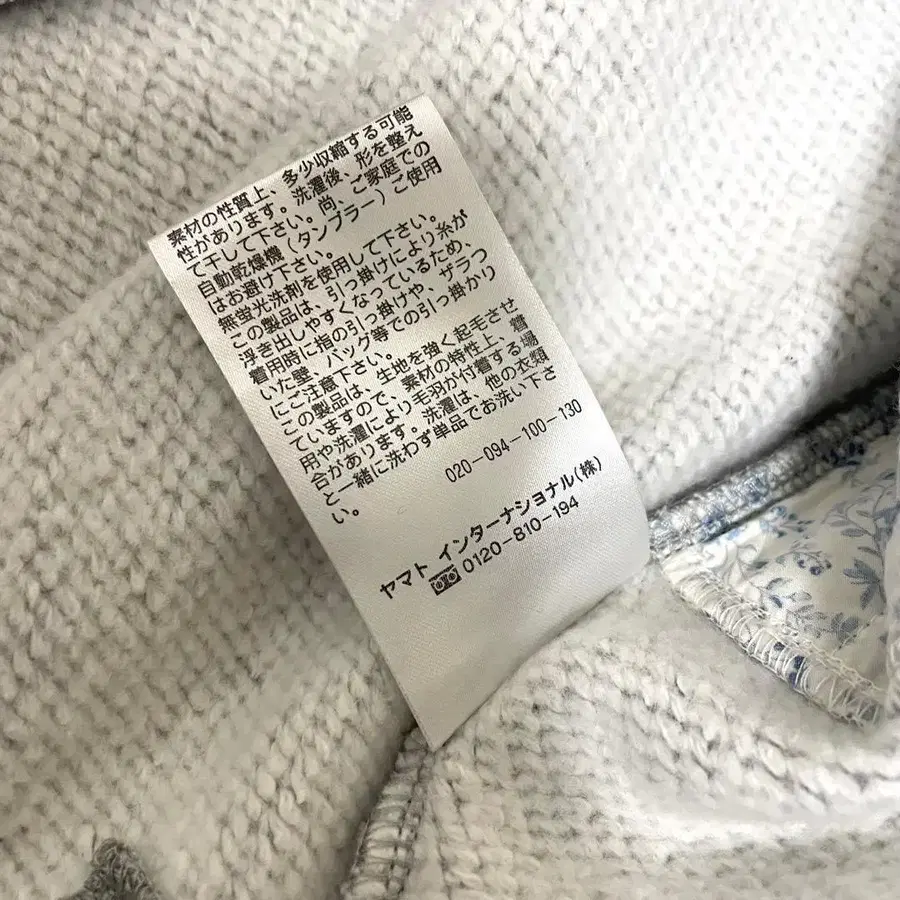 素材の性質上、多少収縮する可能
性があります。洗濯後、形を整え
て干して下さい。尚、ご家庭での
自動乾燥機(タンブラー)ご使用
はお避け下さい。
無蛍光洗剤を使用して下さい。
この製品は、引っ掛けにより糸が
浮き出しやすくなっているため、
着用時に指の引っ掛けや、ザラつ
いた壁、バッグ等での引っ掛かり
にご注意下さい。
この製品は、生地を強く起毛させ
ていますので、素材の特性上、着
用や洗濯により毛羽が付着する場
合があります。洗濯は、他の衣類
と一緒に洗わず単品でお洗い下さ
い。
020-094-100-130
ヤマト インターナショナル(株)
0120-810-194